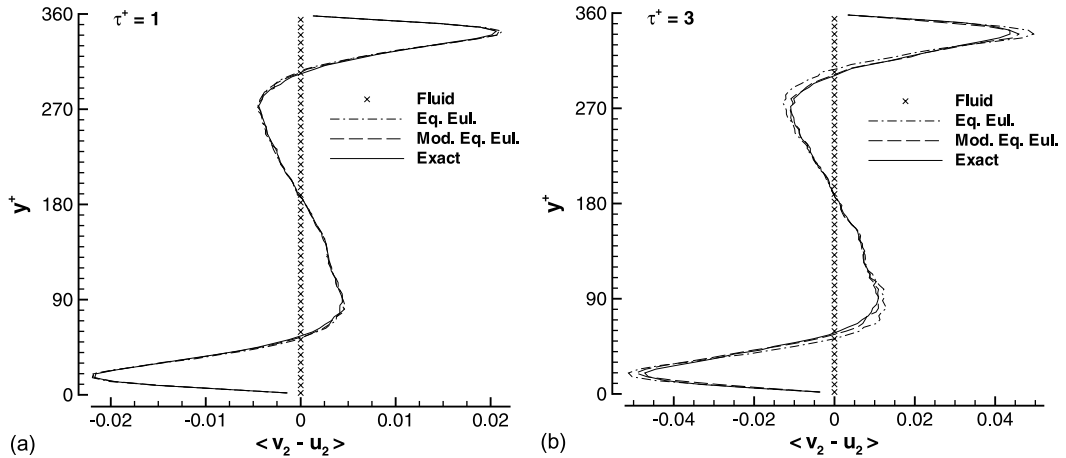 τ⁺ = 1
360
270
180
90
0
y⁺
Fluid
Eq. Eul.
Mod. Eq. Eul.
Exact
-0.02
-0.01
0
0.01
0.02
(a)
< v₂ - u₂ >
τ⁺ = 3
360
270
180
90
0
y⁺
Fluid
Eq. Eul.
Mod. Eq. Eul.
Exact
-0.04
-0.02
0
0.02
0.04
(b)
< v₂ - u₂ >